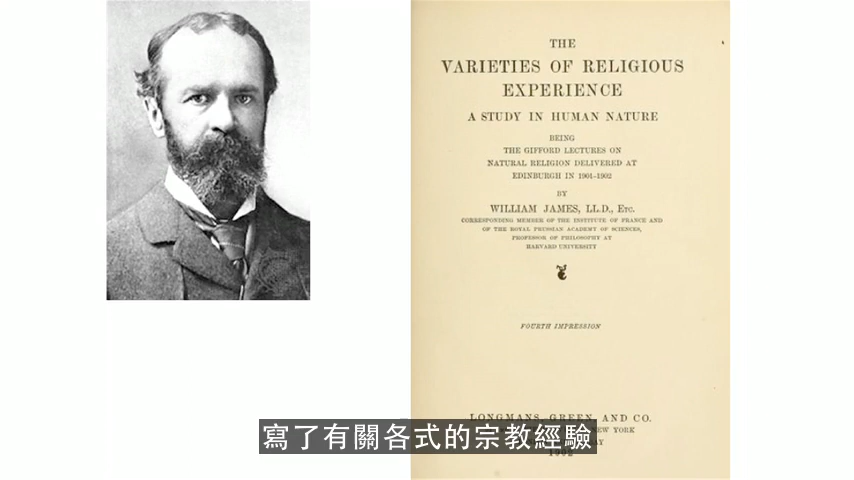 THE
VARIETIES OF RELIGIOUS
EXPERIENCE
A STUDY IN HUMAN NATURE
BEING
THE GIFFORD LECTURES ON
NATURAL RELIGION DELIVERED AT
EDINBURGH IN 1901-1902
BY
WILLIAM JAMES, LL.D., ETC.
CORRESPONDING MEMBER OF THE INSTITUTE OF FRANCE AND
OF THE ROYAL PRUSSIAN ACADEMY OF SCIENCES,
PROFESSOR OF PHILOSOPHY AT
HARVARD UNIVERSITY
FOURTH IMPRESSION
LONGMANS, GREEN, AND CO.
YORK
寫了有關各式的宗教經驗
1902